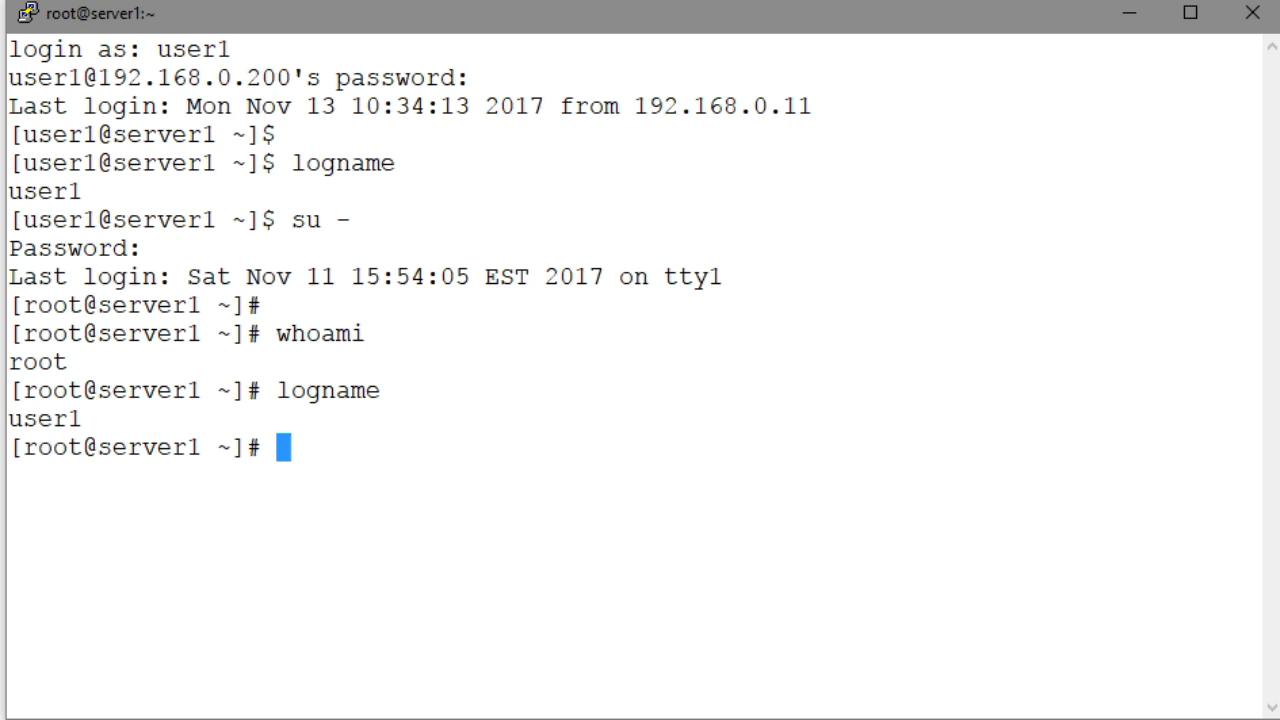 root@server1:~
login as: user1
user1@192.168.0.200's password:
Last login: Mon Nov 13 10:34:13 2017 from 192.168.0.11
[user1@server1 ~]$
[user1@server1 ~]$ logname
user1
[user1@server1 ~]$ su -
Password:
Last login: Sat Nov 11 15:54:05 EST 2017 on tty1
[root@server1 ~]#
[root@server1 ~]# whoami
root
[root@server1 ~]# logname
user1
[root@server1 ~]#